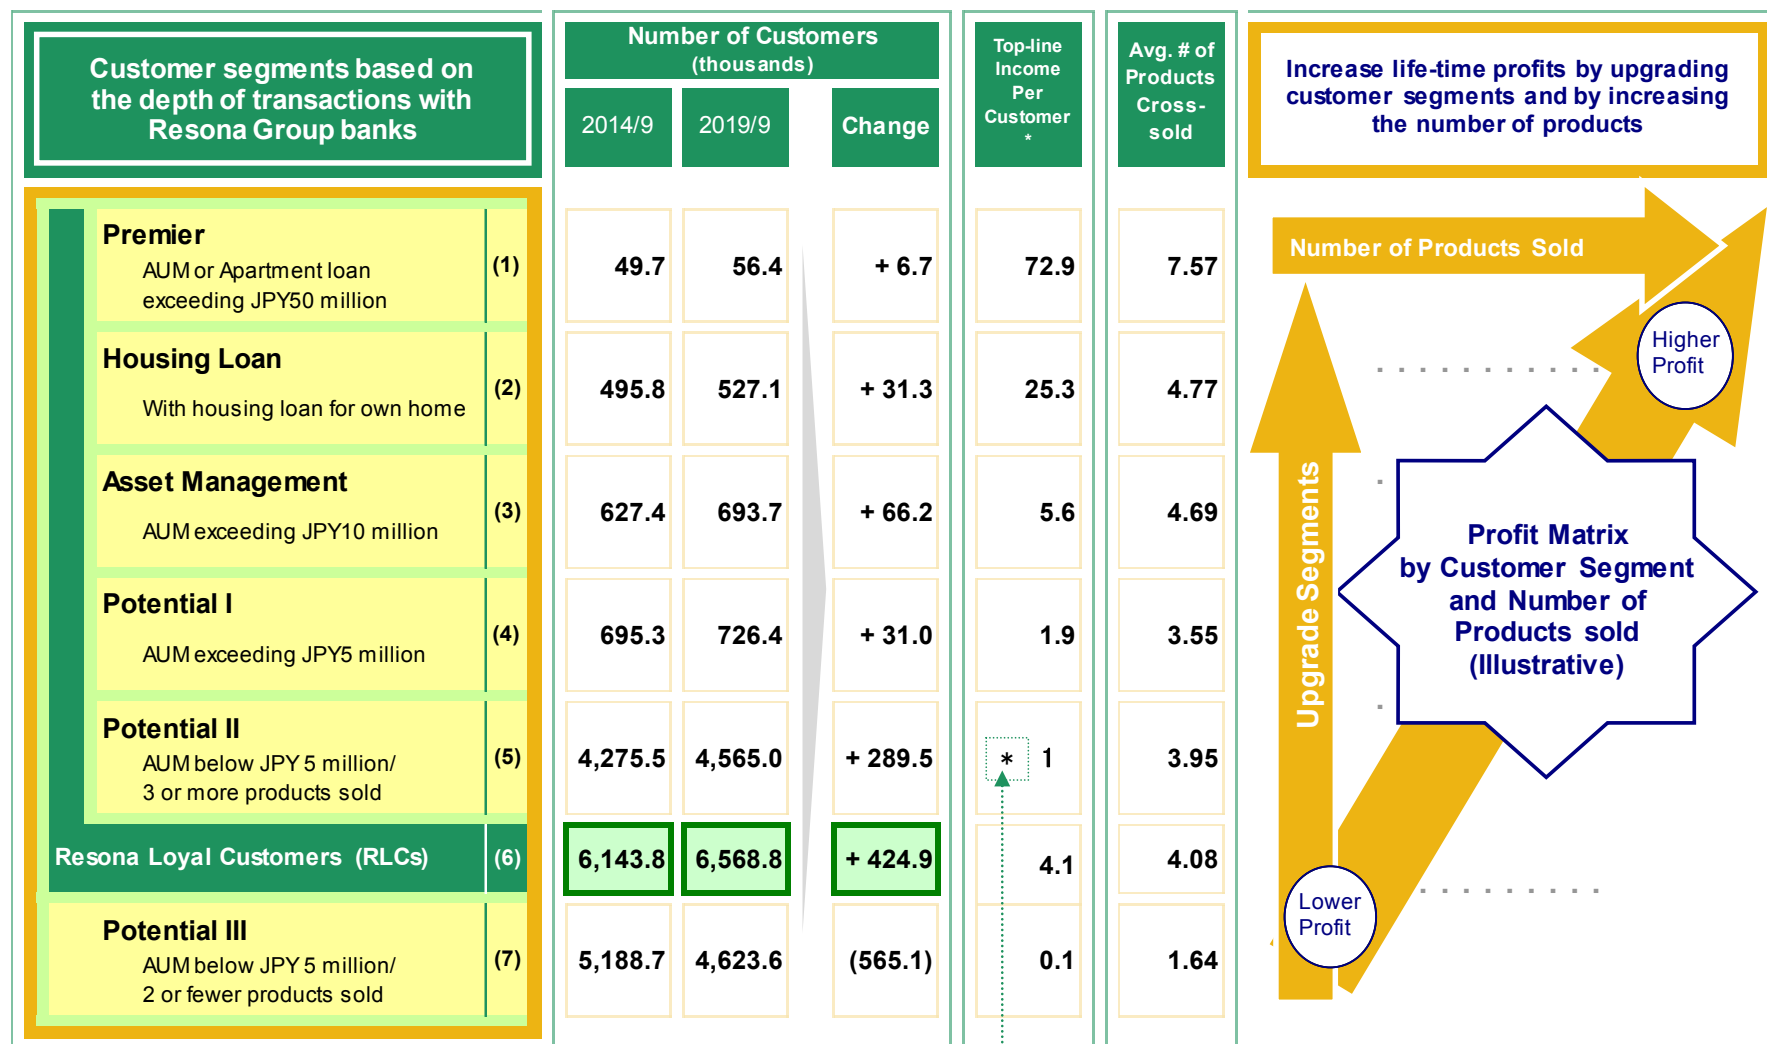 Customer segments based on
the depth of transactions with
Resona Group banks
Number of Customers
(thousands)
2014/9 2019/9 Change
Top-line
Income
Per
Customer
*
Avg. # of
Products
Cross-
sold
Increase life-time profits by upgrading
customer segments and by increasing
the number of products
Premier
AUM or Apartment loan
exceeding JPY50 million
(1) 49.7 56.4 + 6.7 72.9 7.57
Housing Loan
With housing loan for own home
(2) 495.8 527.1 + 31.3 25.3 4.77
Asset Management
AUM exceeding JPY10 million
(3) 627.4 693.7 + 66.2 5.6 4.69
Potential I
AUM exceeding JPY5 million
(4) 695.3 726.4 + 31.0 1.9 3.55
Potential II
AUM below JPY 5 million/
3 or more products sold
(5) 4,275.5 4,565.0 + 289.5 * 1 3.95
Resona Loyal Customers (RLCs) (6) 6,143.8 6,568.8 + 424.9 4.1 4.08
Potential III
AUM below JPY 5 million/
2 or fewer products sold
(7) 5,188.7 4,623.6 (565.1) 0.1 1.64
Number of Products Sold
Upgrade Segments
Higher
Profit
Profit Matrix
by Customer Segment
and Number of
Products sold
(Illustrative)
Lower
Profit